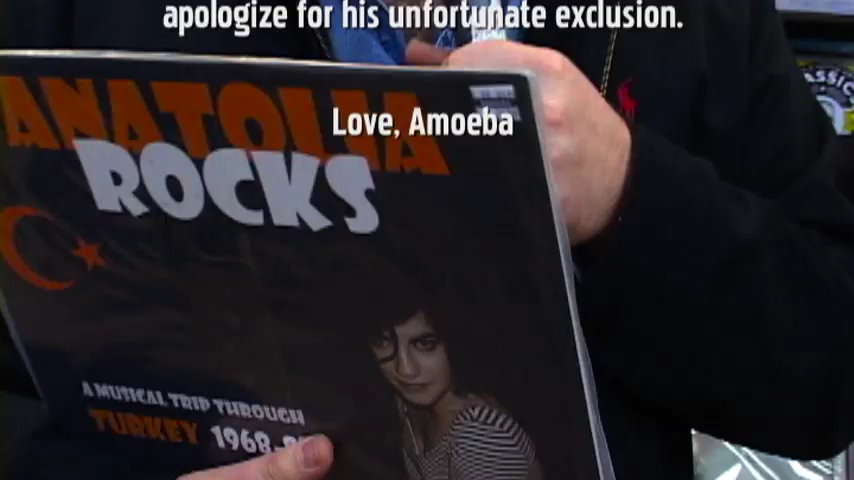 apologize for his unfortunate exclusion.
Love, Amoeba
ANATOLIA
ROCKS
A MUSICAL TRIP THROUGH
TURKEY 1968-